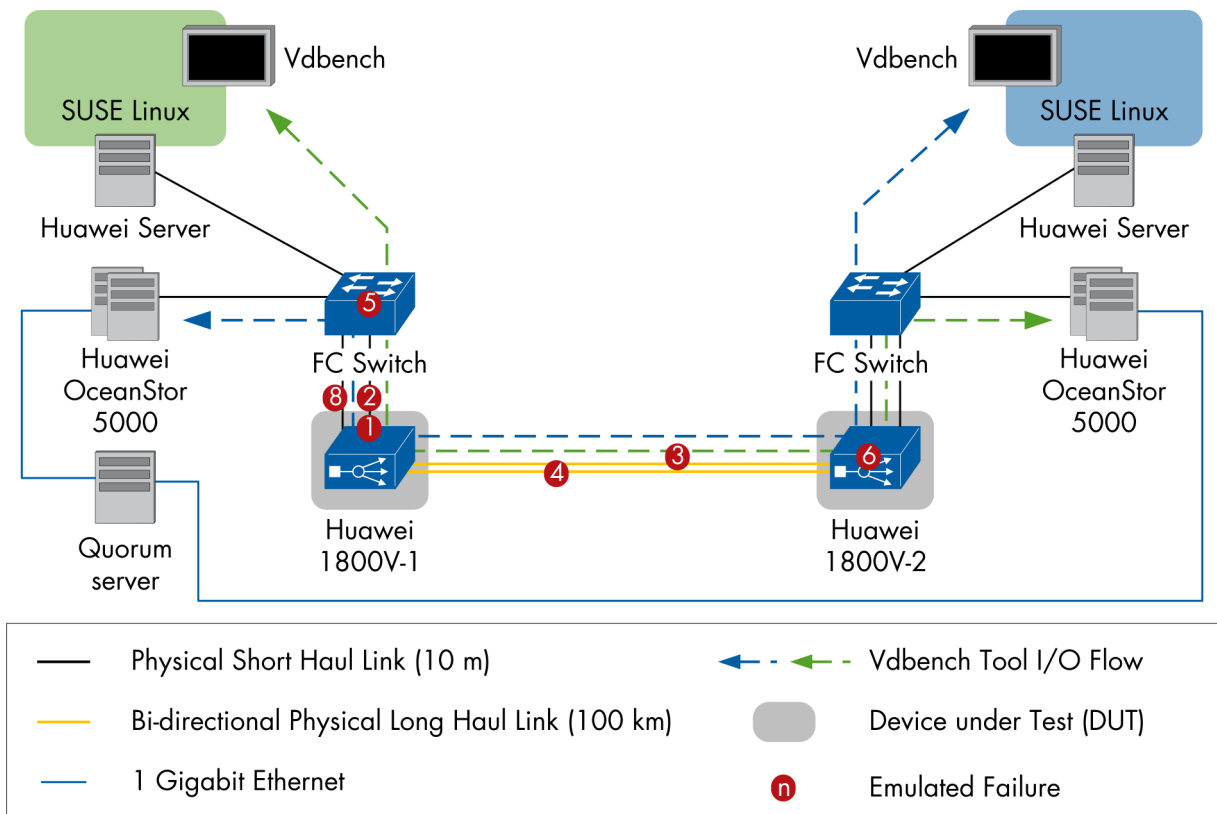 Vdbench
SUSE Linux
Huawei Server
Huawei
OceanStor
5000
Quorum
server
5
FC Switch
8
2
1
Huawei
1800V-1
3
4
Vdbench
SUSE Linux
Huawei Server
FC Switch
Huawei
OceanStor
5000
6
Huawei
1800V-2
Physical Short Haul Link (10 m)
Bi-directional Physical Long Haul Link (100 km)
1 Gigabit Ethernet
Vdbench Tool I/O Flow
Device under Test (DUT)
n
Emulated Failure